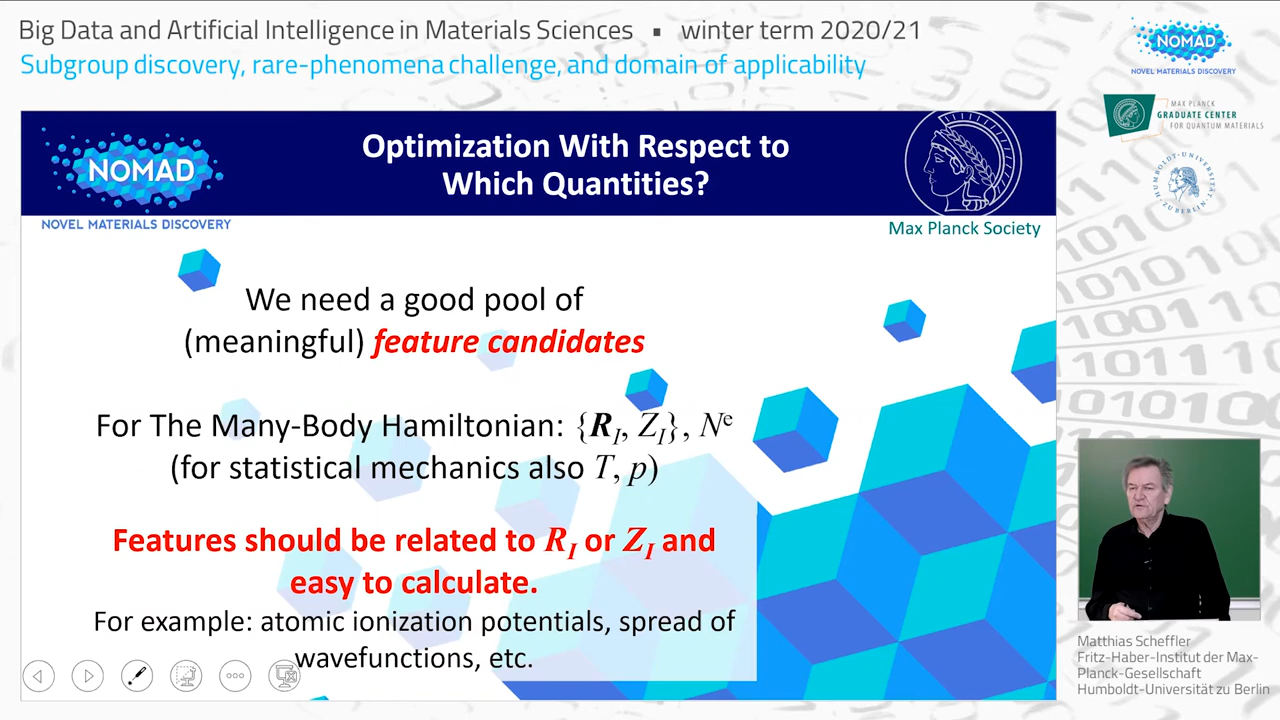 Big Data and Artificial Intelligence in Materials Sciences ▪ winter term 2020/21
Subgroup discovery, rare-phenomena challenge, and domain of applicability
NOMAD
NOVEL MATERIALS DISCOVERY
MAX PLANCK
GRADUATE CENTER
FOR QUANTUM MATERIALS
HUMBOLDT-UNIVERSITÄT
ZU BERLIN
NOMAD
NOVEL MATERIALS DISCOVERY
Optimization With Respect to
Which Quantities?
Max Planck Society
We need a good pool of
(meaningful) feature candidates
For The Many-Body Hamiltonian: {R_I, Z_I}, N^e
(for statistical mechanics also T, p)
Features should be related to R_I or Z_I and
easy to calculate.
For example: atomic ionization potentials, spread of
wavefunctions, etc.
Matthias Scheffler
Fritz-Haber-Institut der Max-
Planck-Gesellschaft
Humboldt-Universität zu Berlin